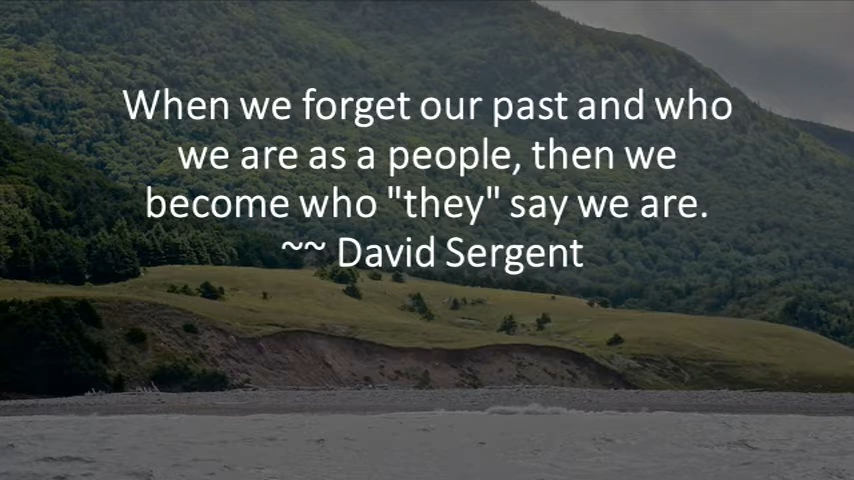 When we forget our past and who
we are as a people, then we
become who "they" say we are.
~~ David Sergent